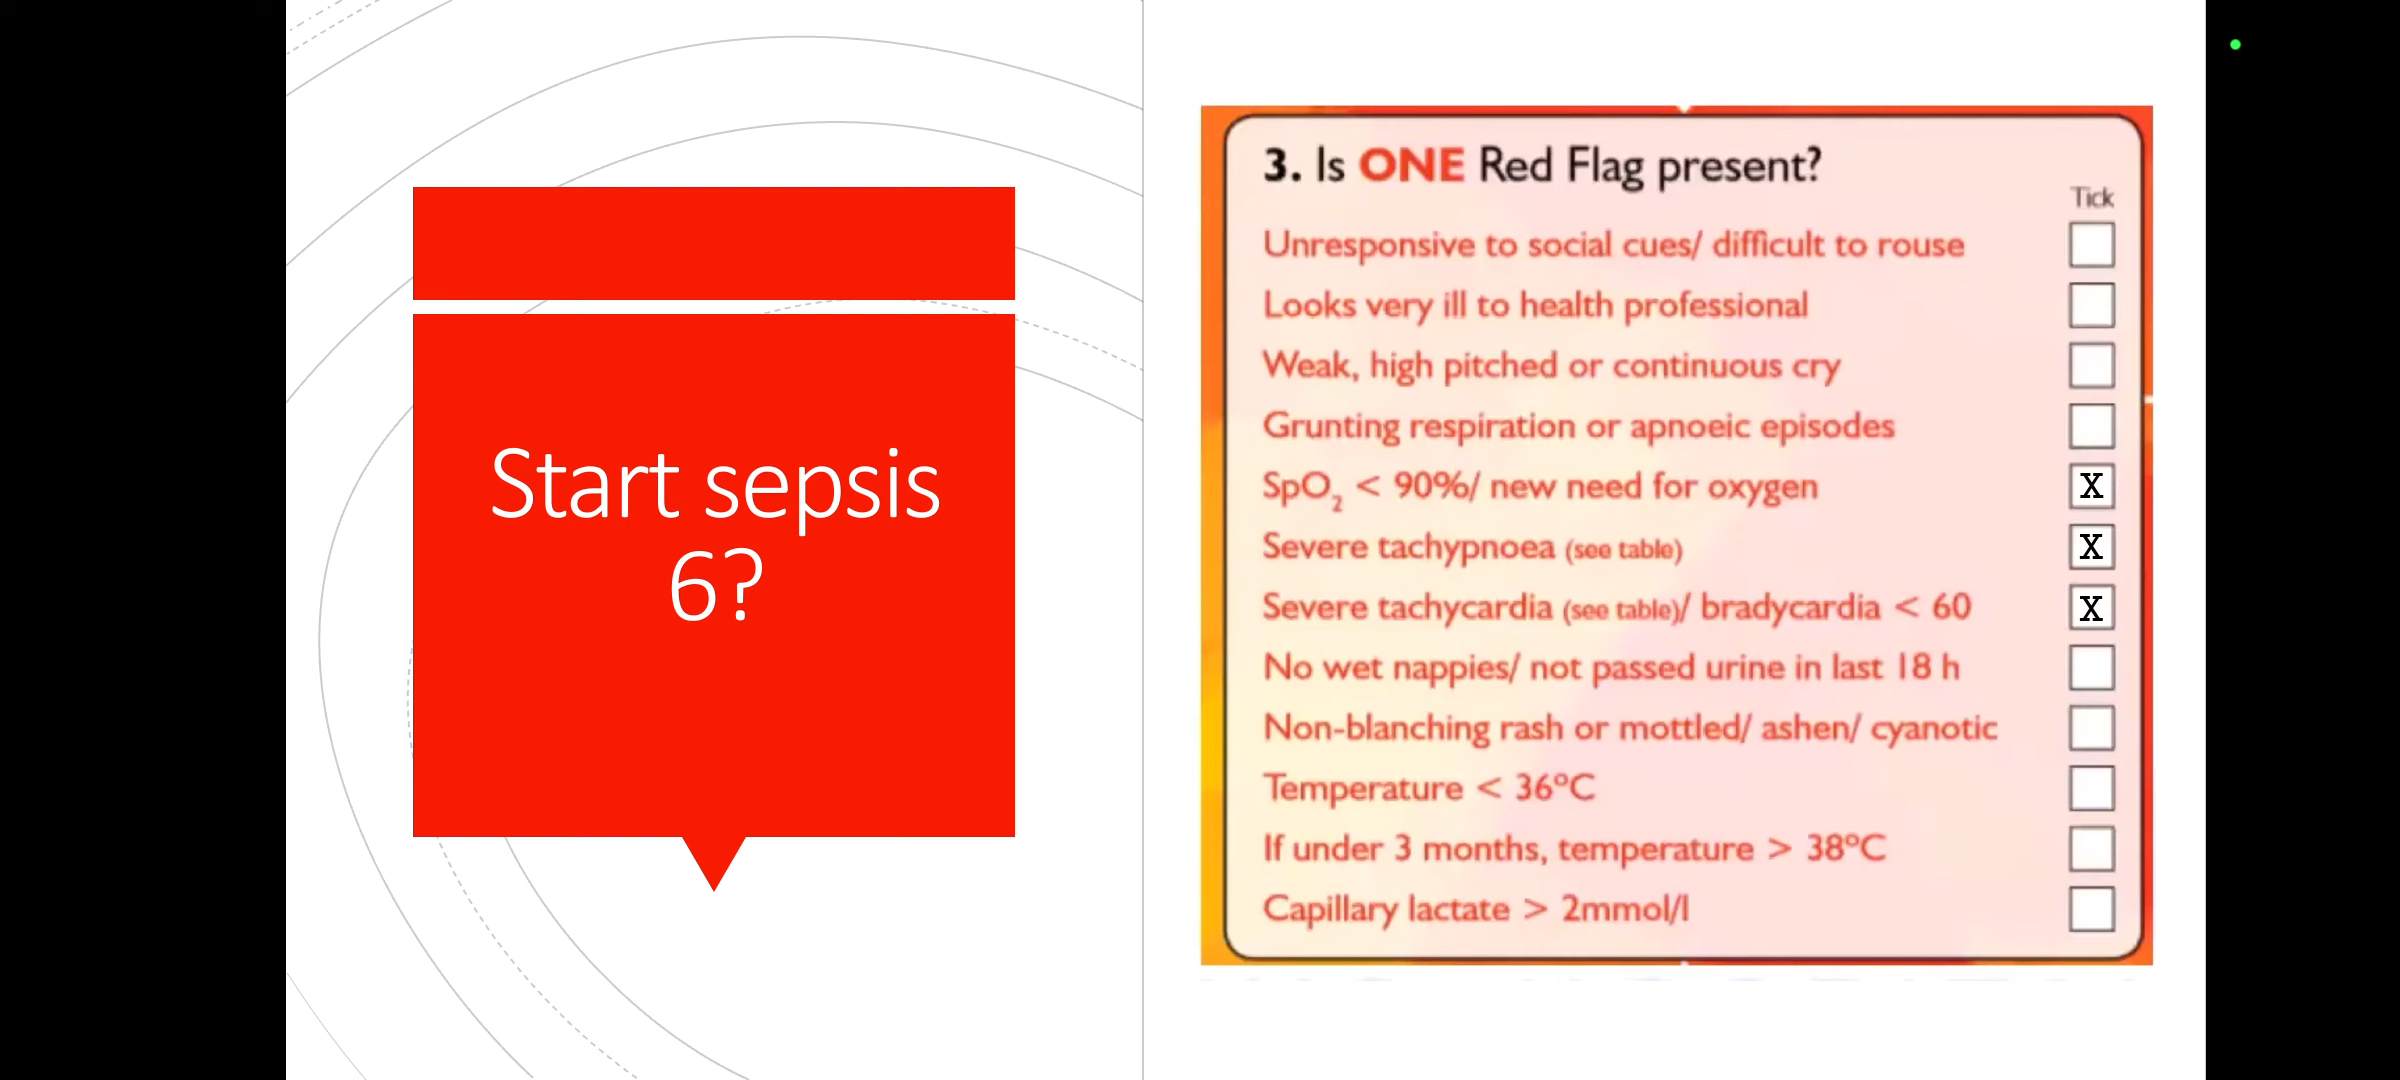 Start sepsis
6?
3. Is ONE Red Flag present?
Tick
Unresponsive to social cues/ difficult to rouse
Looks very ill to health professional
Weak, high pitched or continuous cry
Grunting respiration or apnoeic episodes
SpO₂ < 90%/ new need for oxygen X
Severe tachypnoea (see table) X
Severe tachycardia (see table)/ bradycardia < 60 X
No wet nappies/ not passed urine in last 18 h
Non-blanching rash or mottled/ ashen/ cyanotic
Temperature < 36°C
If under 3 months, temperature > 38°C
Capillary lactate > 2mmol/l